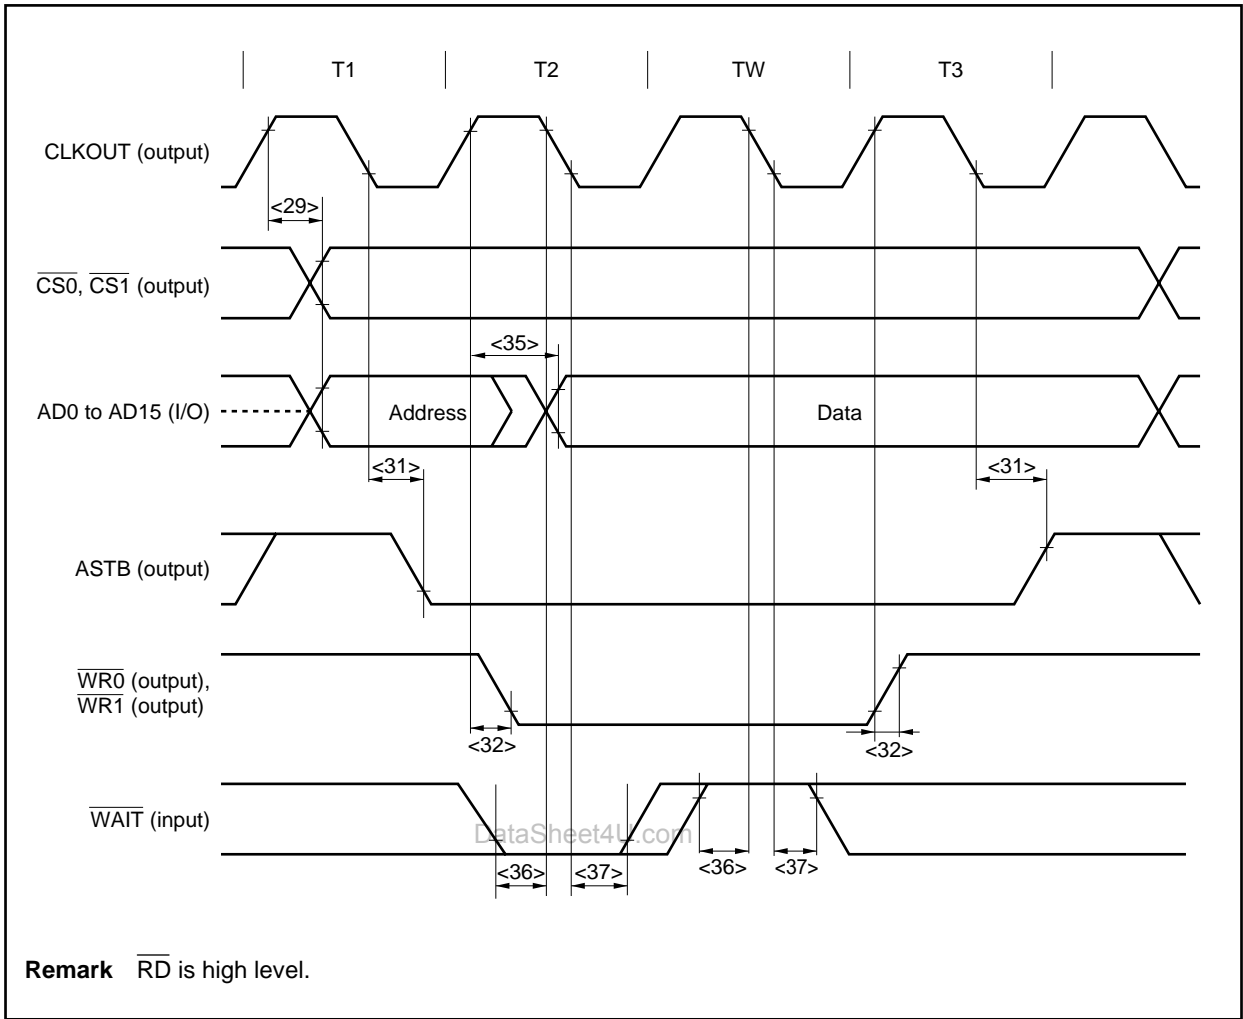 T1 T2 TW T3
CLKOUT (output)
<29>
CS0, CS1 (output)
<35>
AD0 to AD15 (I/O) Address Data
<31> <31>
ASTB (output)
WR0 (output),
WR1 (output)
<32> <32>
WAIT (input)
DataSheet4U.com
<36> <37> <36> <37>
Remark RD is high level.